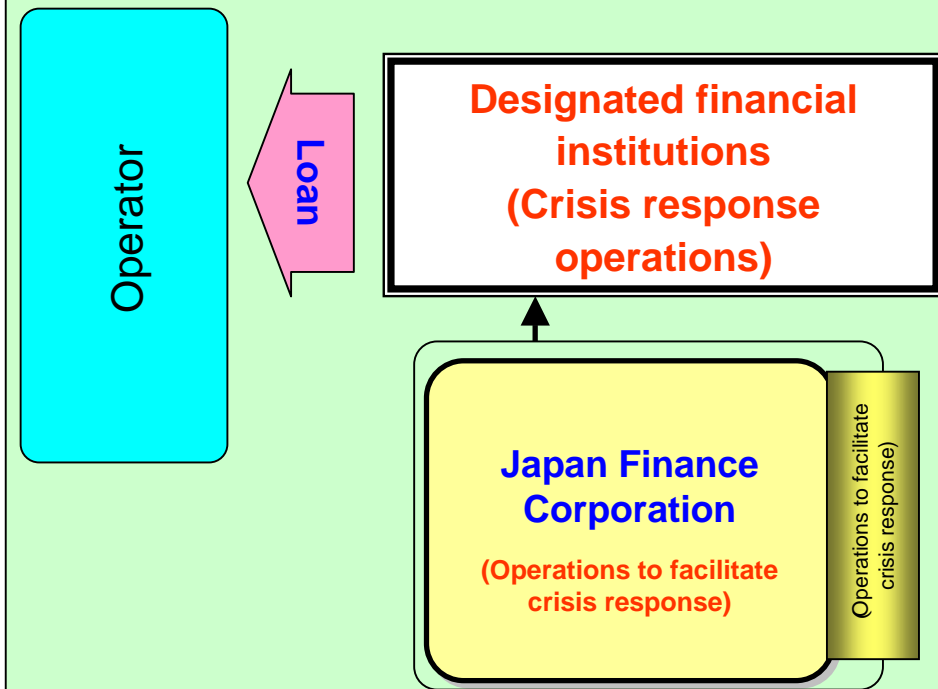 Operator
Loan
Designated financial
institutions
(Crisis response
operations)
Japan Finance
Corporation
(Operations to facilitate
crisis response)
(Operations to facilitate
crisis response)